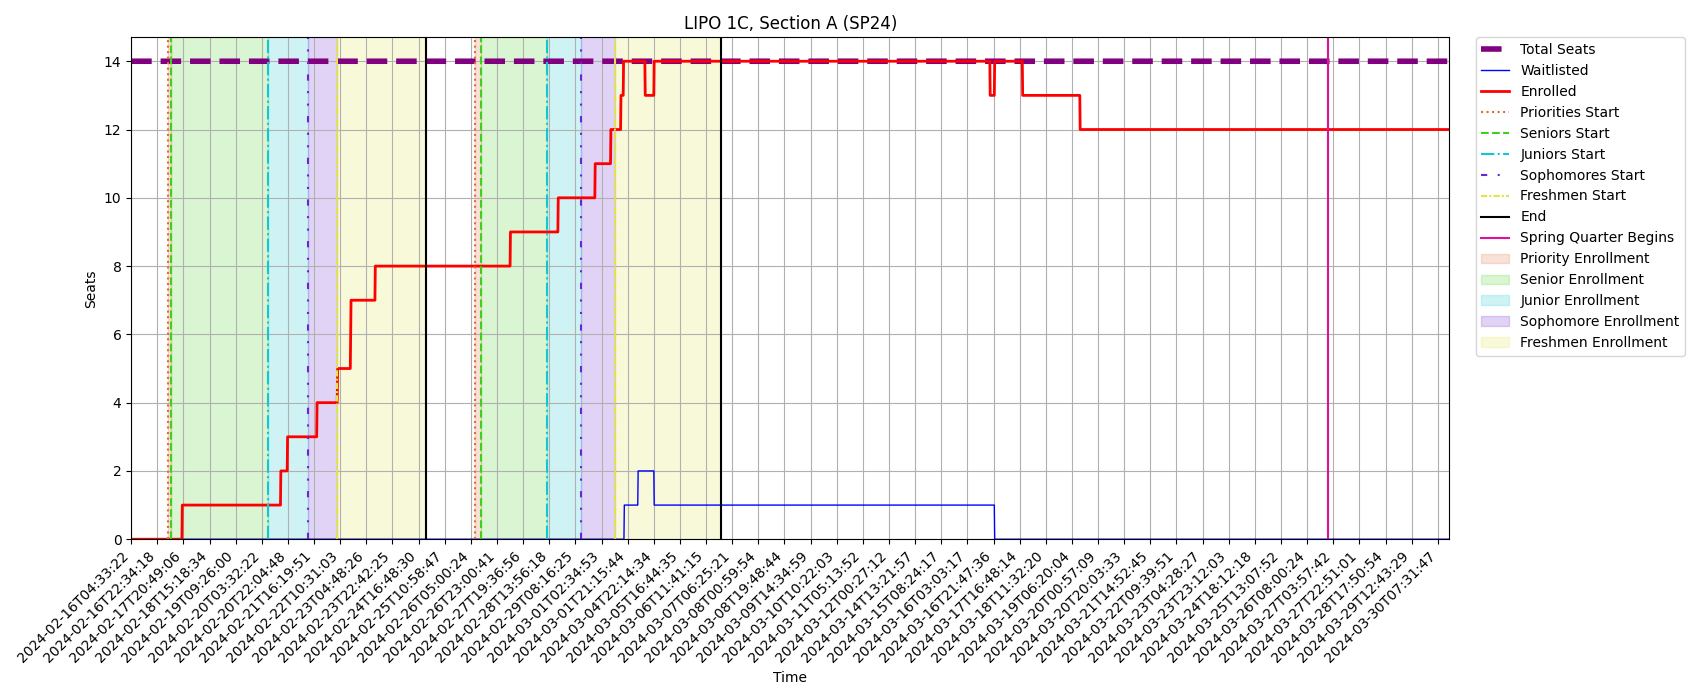 LIPO 1C, Section A (SP24)
Seats
14
12
10
8
6
4
2
0
2024-02-16T04:33:22
2024-02-16T22:34:18
2024-02-17T20:49:06
2024-02-18T15:18:34
2024-02-19T09:26:00
2024-02-20T03:32:22
2024-02-20T22:04:48
2024-02-21T16:19:51
2024-02-22T10:31:03
2024-02-23T04:48:26
2024-02-23T22:42:25
2024-02-24T16:48:30
2024-02-25T10:58:47
2024-02-26T05:00:24
2024-02-26T23:00:41
2024-02-27T19:36:56
2024-02-28T13:56:18
2024-02-29T08:16:25
2024-03-01T02:34:53
2024-03-01T21:15:44
2024-03-04T22:14:34
2024-03-05T16:44:35
2024-03-06T11:41:15
2024-03-07T06:25:21
2024-03-08T00:59:54
2024-03-08T19:48:44
2024-03-09T14:34:59
2024-03-10T10:22:03
2024-03-11T05:13:52
2024-03-12T00:27:12
2024-03-14T13:21:57
2024-03-15T08:24:17
2024-03-16T03:03:17
2024-03-16T21:47:36
2024-03-17T16:48:14
2024-03-18T11:32:20
2024-03-19T06:20:04
2024-03-20T00:57:09
2024-03-20T20:03:33
2024-03-21T14:52:45
2024-03-22T09:39:51
2024-03-23T04:28:27
2024-03-23T23:12:03
2024-03-24T18:12:18
2024-03-25T13:07:52
2024-03-26T08:00:24
2024-03-27T03:57:42
2024-03-27T22:51:01
2024-03-28T17:50:54
2024-03-29T12:43:29
2024-03-30T07:31:47
Time
Total Seats
Waitlisted
Enrolled
Priorities Start
Seniors Start
Juniors Start
Sophomores Start
Freshmen Start
End
Spring Quarter Begins
Priority Enrollment
Senior Enrollment
Junior Enrollment
Sophomore Enrollment
Freshmen Enrollment